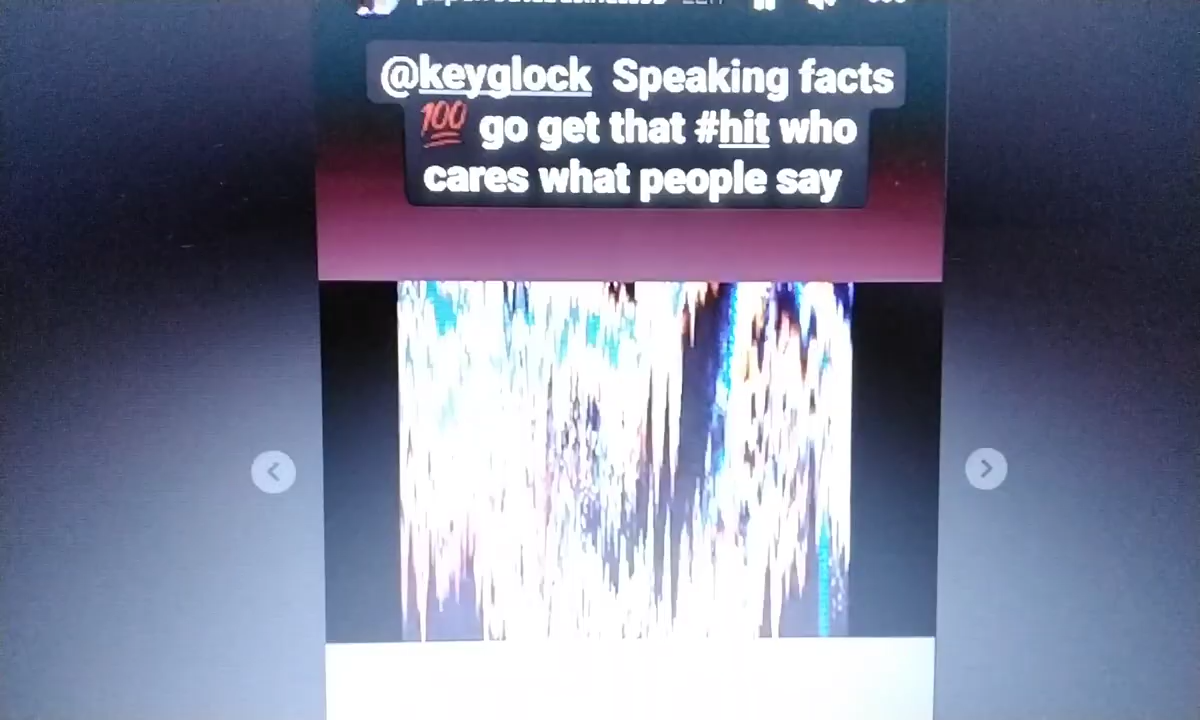 @keyglock Speaking facts
💯 go get that #hit who
cares what people say